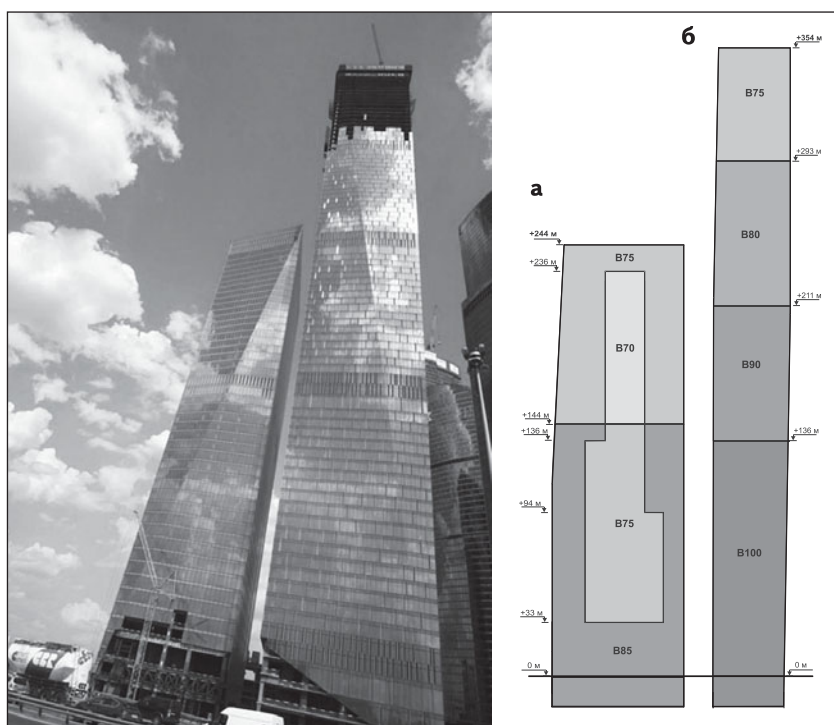 б
+354 м
B75
+293 м
B80
а
+244 м
B75
+236 м
+211 м
B70
B90
+144 м
+136 м
+136 м
+94 м
B75
B100
+33 м
B85
0 м
0 м